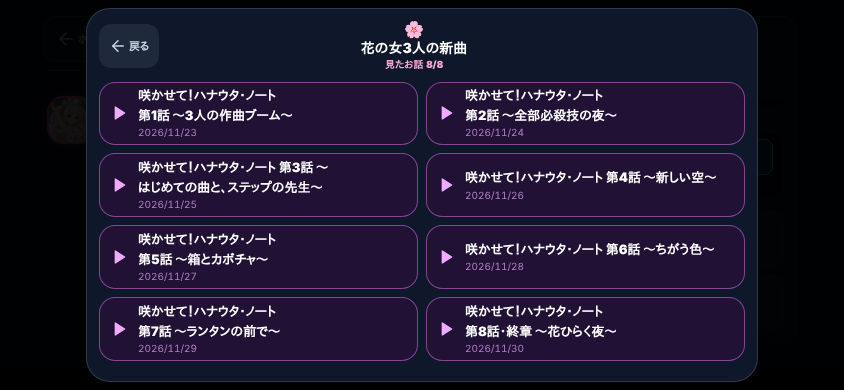 戻る
花の女3人の新曲
見たお話 8/8
咲かせて!ハナウタ・ノート
第1話 〜3人の作曲ブーム〜
2026/11/23
咲かせて!ハナウタ・ノート
第2話 〜全部必殺技の夜〜
2026/11/24
咲かせて!ハナウタ・ノート 第3話 〜
はじめての曲と、ステップの先生〜
2026/11/25
咲かせて!ハナウタ・ノート 第4話 〜新しい空〜
2026/11/26
咲かせて!ハナウタ・ノート
第5話 〜箱とカボチャ〜
2026/11/27
咲かせて!ハナウタ・ノート 第6話 〜ちがう色〜
2026/11/28
咲かせて!ハナウタ・ノート
第7話 〜ランタンの前で〜
2026/11/29
咲かせて!ハナウタ・ノート
第8話・終章 〜花ひらく夜〜
2026/11/30